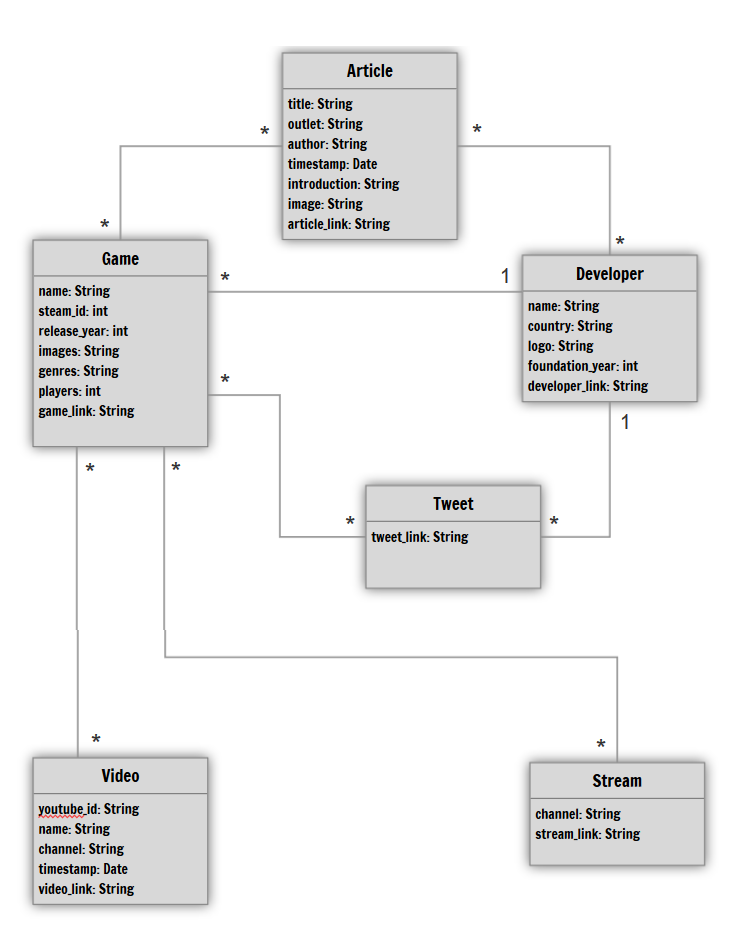 Article
title: String
outlet: String
author: String
timestamp: Date
introduction: String
image: String
article_link: String
*
*
*
*
Game
name: String
steam_id: int
release_year: int
images: String
genres: String
players: int
game_link: String
*
1
Developer
name: String
country: String
logo: String
foundation_year: int
developer_link: String
*
1
*
*
Tweet
tweet_link: String
*
*
*
*
Video
youtube_id: String
name: String
channel: String
timestamp: Date
video_link: String
Stream
channel: String
stream_link: String